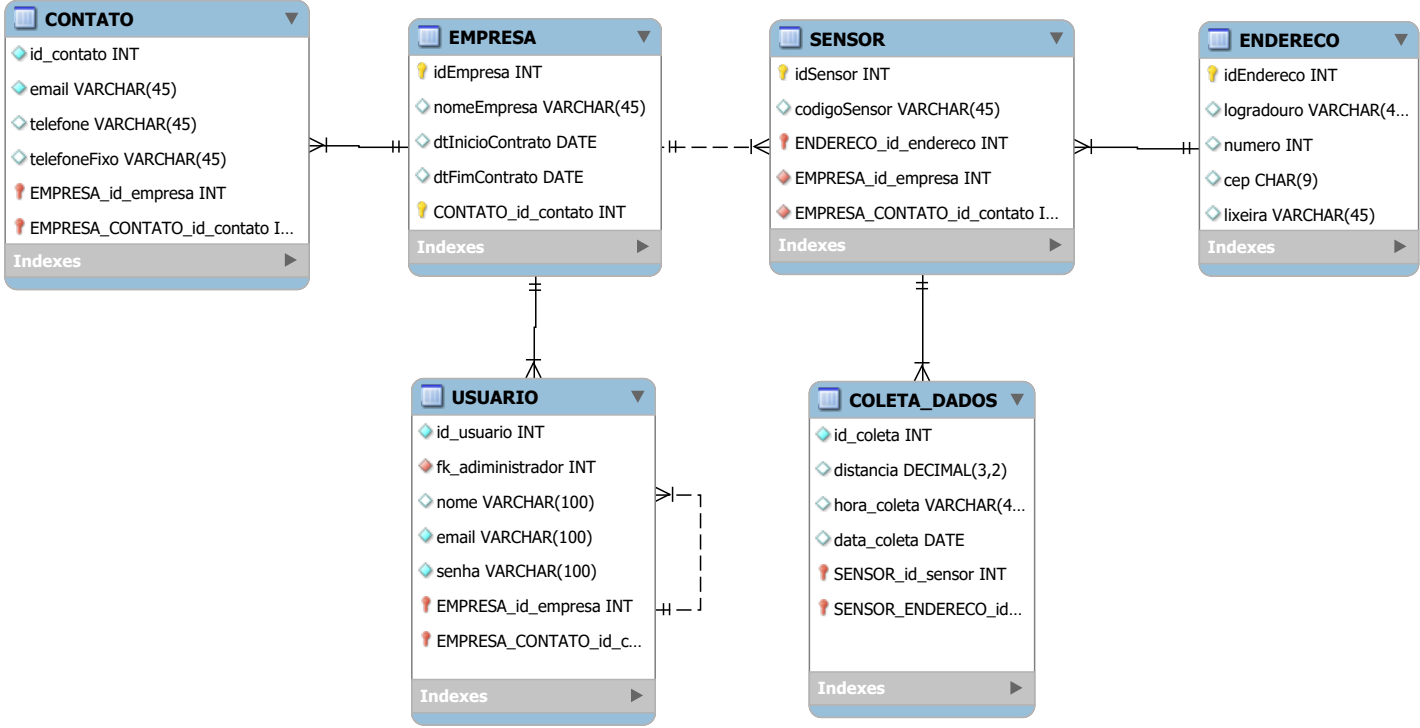 CONTATO
id_contato INT
email VARCHAR(45)
telefone VARCHAR(45)
telefoneFixo VARCHAR(45)
EMPRESA_id_empresa INT
EMPRESA_CONTATO_id_contato I...
Indexes
EMPRESA
idEmpresa INT
nomeEmpresa VARCHAR(45)
dtInicioContrato DATE
dtFimContrato DATE
CONTATO_id_contato INT
Indexes
SENSOR
idSensor INT
codigoSensor VARCHAR(45)
ENDERECO_id_endereco INT
EMPRESA_id_empresa INT
EMPRESA_CONTATO_id_contato I...
Indexes
ENDERECO
idEndereco INT
logradouro VARCHAR(4...
numero INT
cep CHAR(9)
lixeira VARCHAR(45)
Indexes
USUARIO
id_usuario INT
fk_adiministrador INT
nome VARCHAR(100)
email VARCHAR(100)
senha VARCHAR(100)
EMPRESA_id_empresa INT
EMPRESA_CONTATO_id_c...
Indexes
COLETA_DADOS
id_coleta INT
distancia DECIMAL(3,2)
hora_coleta VARCHAR(4...
data_coleta DATE
SENSOR_id_sensor INT
SENSOR_ENDERECO_id...
Indexes